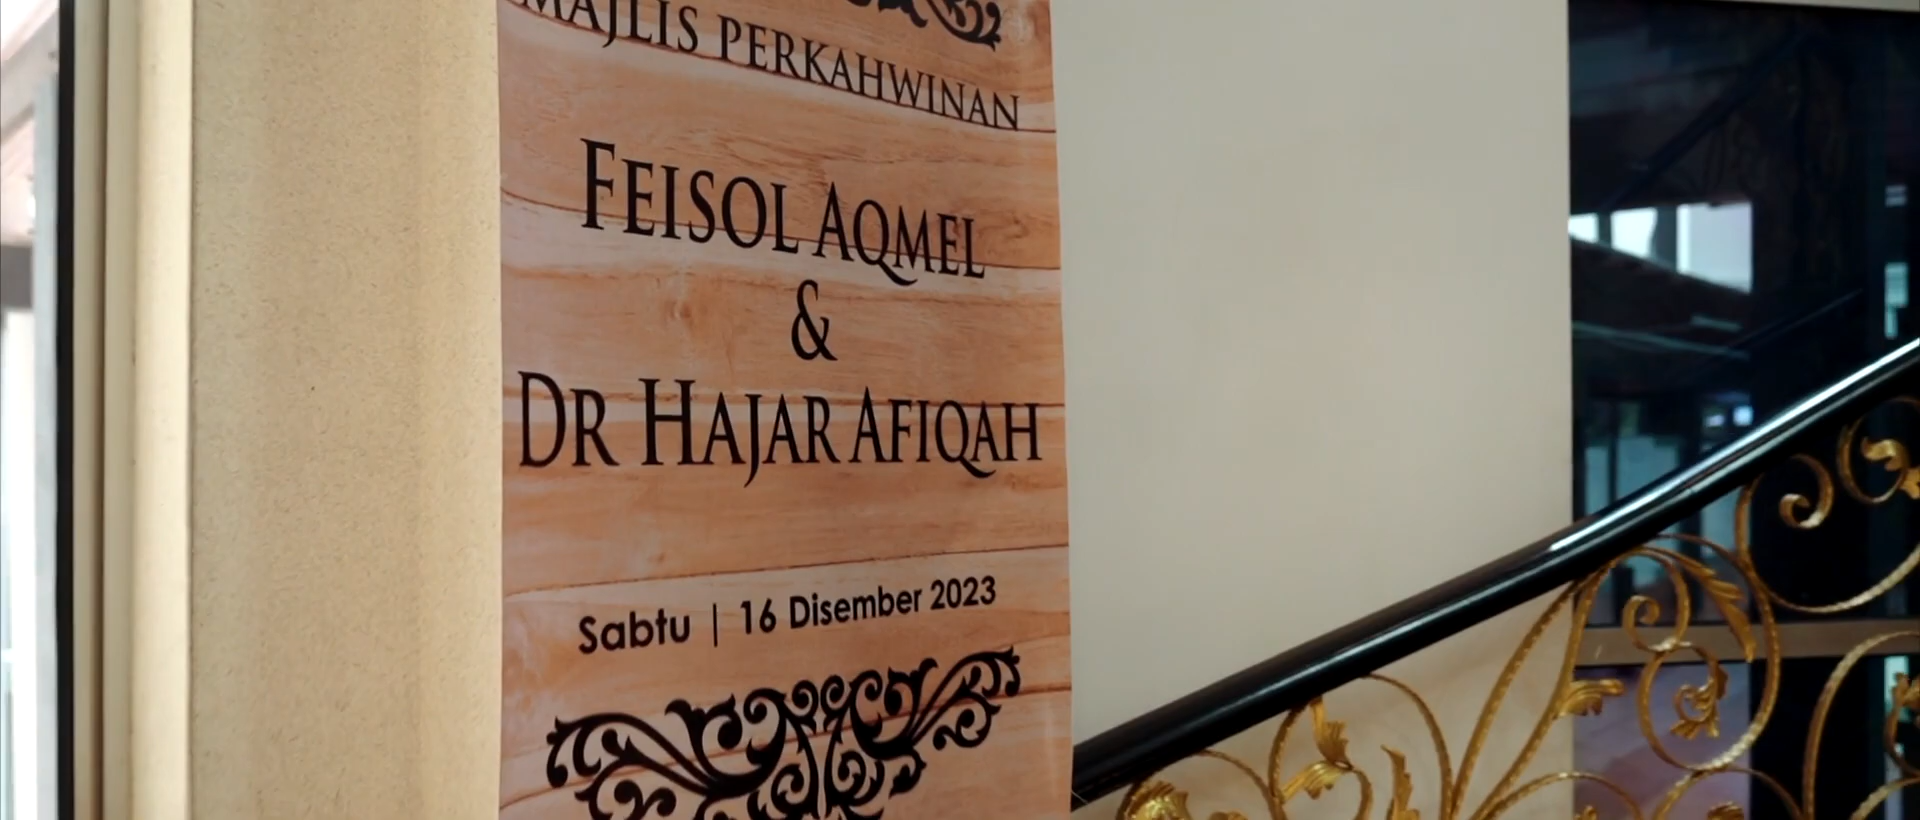 MAJLIS PERKAHWINAN
FEISOL AQMEL
&
DR HAJAR AFIQAH
Sabtu | 16 Disember 2023